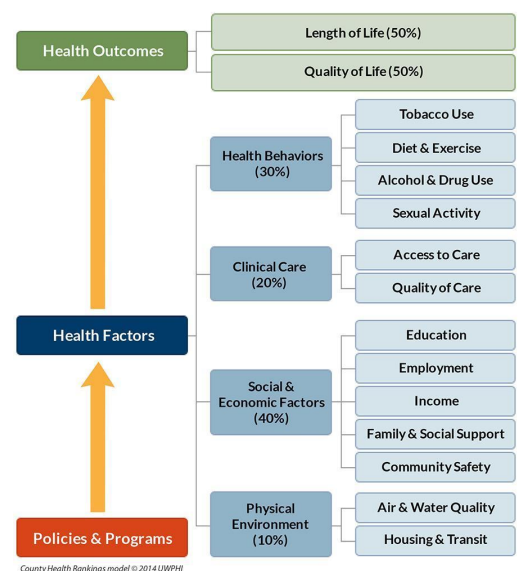 Health Outcomes
Length of Life (50%)
Quality of Life (50%)
Health Factors
Health Behaviors
(30%)
Tobacco Use
Diet & Exercise
Alcohol & Drug Use
Sexual Activity
Clinical Care
(20%)
Access to Care
Quality of Care
Social &
Economic Factors
(40%)
Education
Employment
Income
Family & Social Support
Community Safety
Physical
Environment
(10%)
Air & Water Quality
Housing & Transit
Policies & Programs
County Health Rankings model © 2014 UWPHI